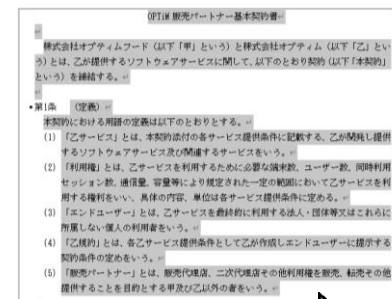 OPTiM 販売パートナー基本契約書
株式会社オプティムフード（以下「甲」という）と株式会社オプティム（以下「乙」とい
う）とは、乙が提供するソフトウェアサービスに関して、以下のとおり契約（以下「本契約」
という）を締結する。
第1条 （定義）
本契約における用語の定義は以下のとおりとする。
(1) 「乙サービス」とは、本契約添付の各サービス提供条件に記載する、乙が開発し提供
するソフトウェアサービス及び関連するサービスをいう。
(2) 「利用権」とは、乙サービスを利用するために必要な端末数、ユーザー数、同時利用
セッション数、通信量、容量等により規定された一定の範囲において乙サービスを利
用する権利をいい、具体の内容、単位は各サービス提供条件に定める。
(3) 「エンドユーザー」とは、乙サービスを最終的に利用する法人・団体等又はこれらに
所属しない個人の利用者をいう。
(4) 「乙規約」とは、各乙サービス提供条件として乙が作成しエンドユーザーに提示する
契約条件の定めをいう。
(5) 「販売パートナー」とは、販売代理店、二次代理店その他利用権を販売、転売その他
提供することを目的とする甲及び乙以外の者をいう。